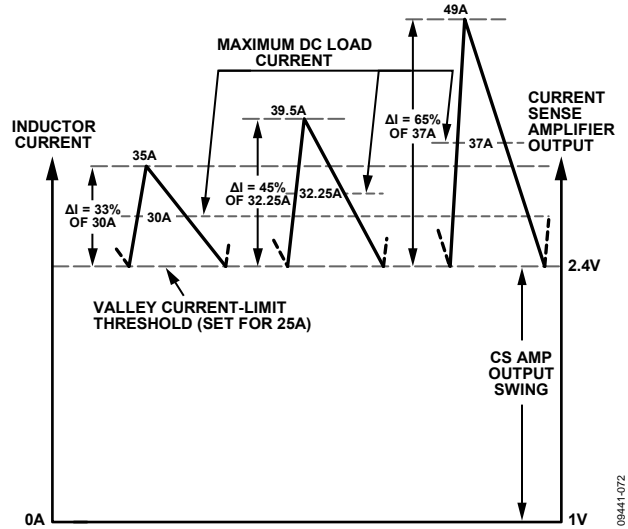 49A
MAXIMUM DC LOAD
CURRENT
39.5A
ΔI = 65%
OF 37A
CURRENT
SENSE
AMPLIFIER
OUTPUT
INDUCTOR
CURRENT
35A
37A
ΔI = 45%
OF 32.25A
32.25A
ΔI = 33%
OF 30A
30A
2.4V
VALLEY CURRENT-LIMIT
THRESHOLD (SET FOR 25A)
CS AMP
OUTPUT
SWING
0A
1V
09441-072